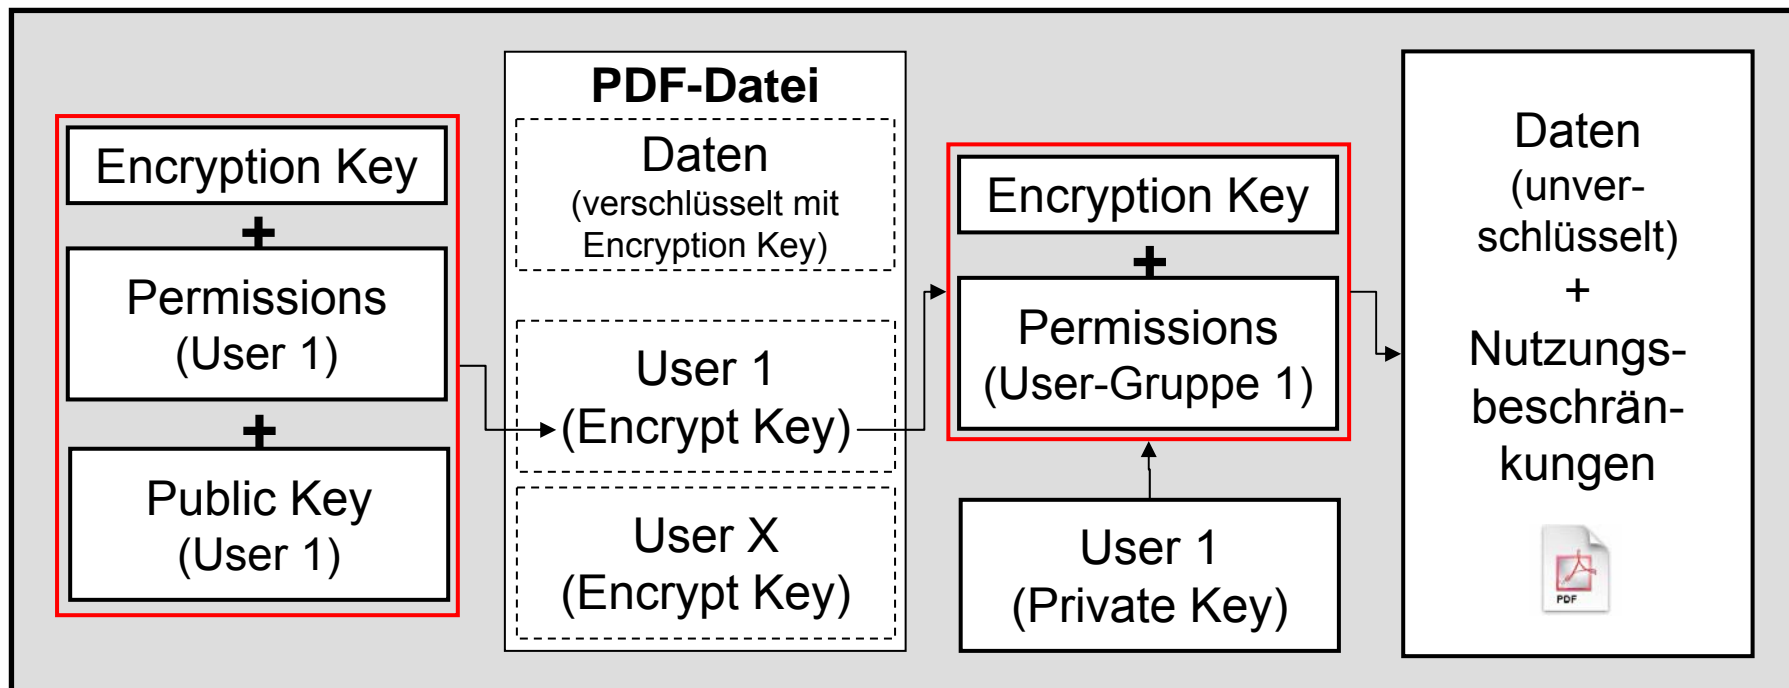 Encryption Key
+
Permissions
(User 1)
+
Public Key
(User 1)
PDF-Datei
Daten
(verschlüsselt mit
Encryption Key)
User 1
(Encrypt Key)
User X
(Encrypt Key)
Encryption Key
+
Permissions
(User-Gruppe 1)
User 1
(Private Key)
Daten
(unver-
schlüsselt)
+
Nutzungs-
beschrän-
kungen
PDF